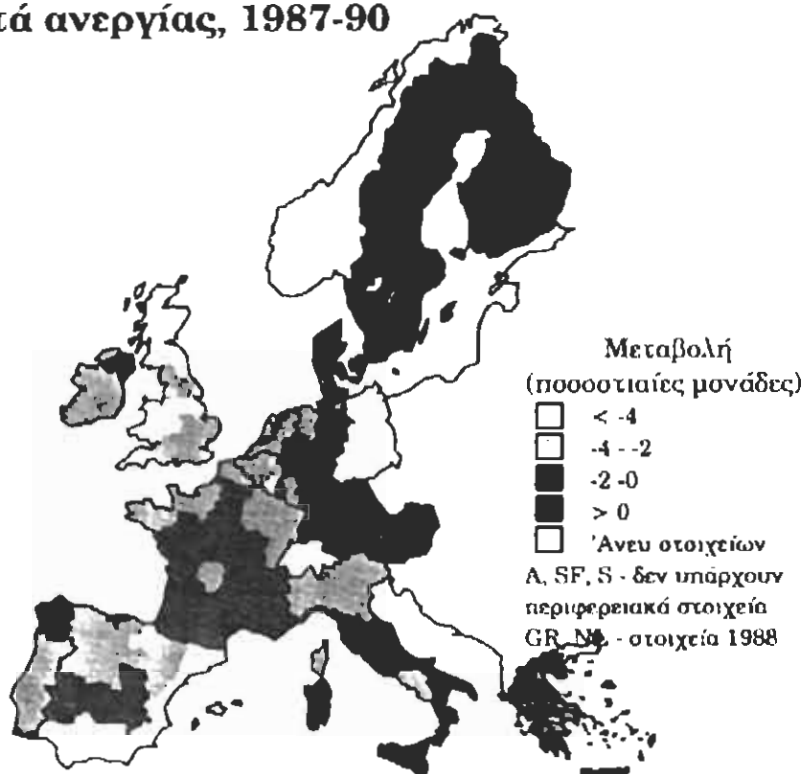 τά ανεργίας, 1987-90
Μεταβολή
(ποσοστιαίες μονάδες)
< -4
-4 --2
-2 -0
> 0
'Ανευ στοιχείων
A, SF, S - δεν υπάρχουν
περιφερειακά στοιχεία
GR, - στοιχεία 1988